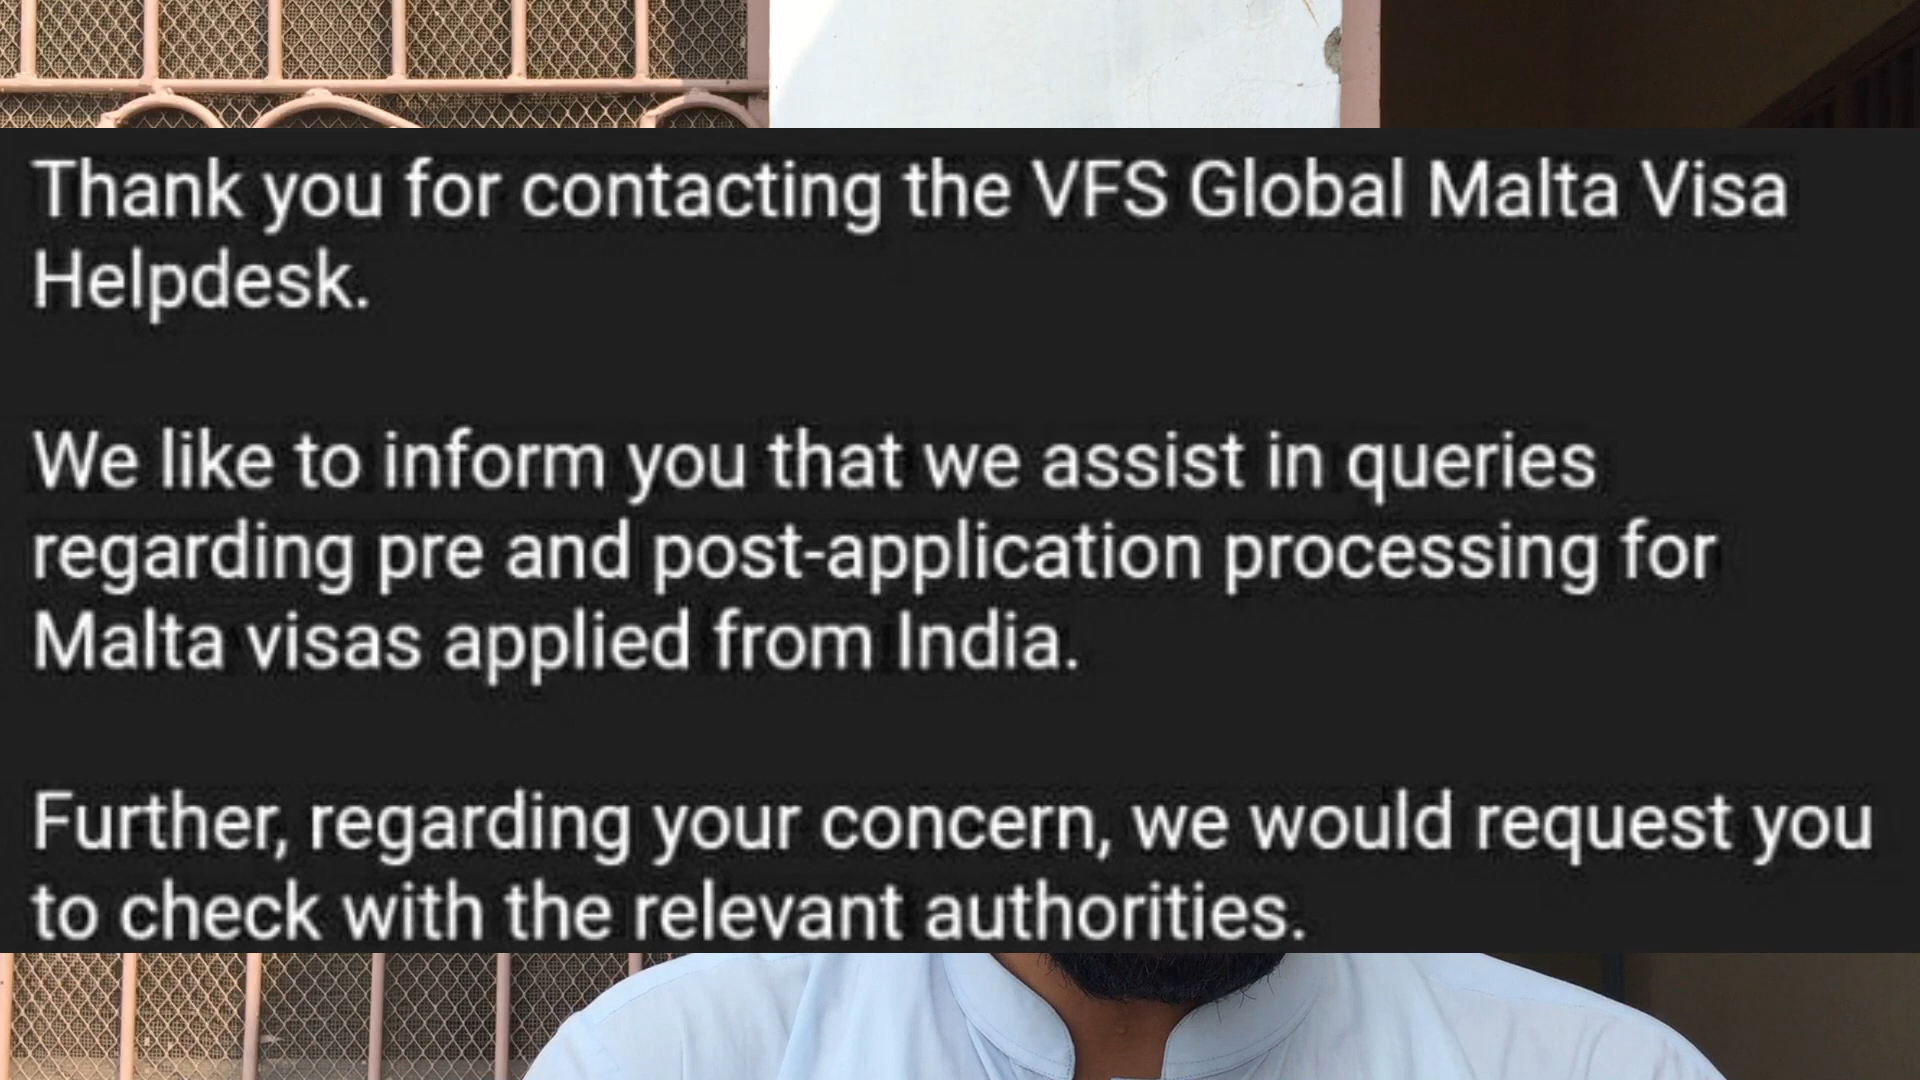 Thank you for contacting the VFS Global Malta Visa
Helpdesk.
We like to inform you that we assist in queries
regarding pre and post-application processing for
Malta visas applied from India.
Further, regarding your concern, we would request you
to check with the relevant authorities.